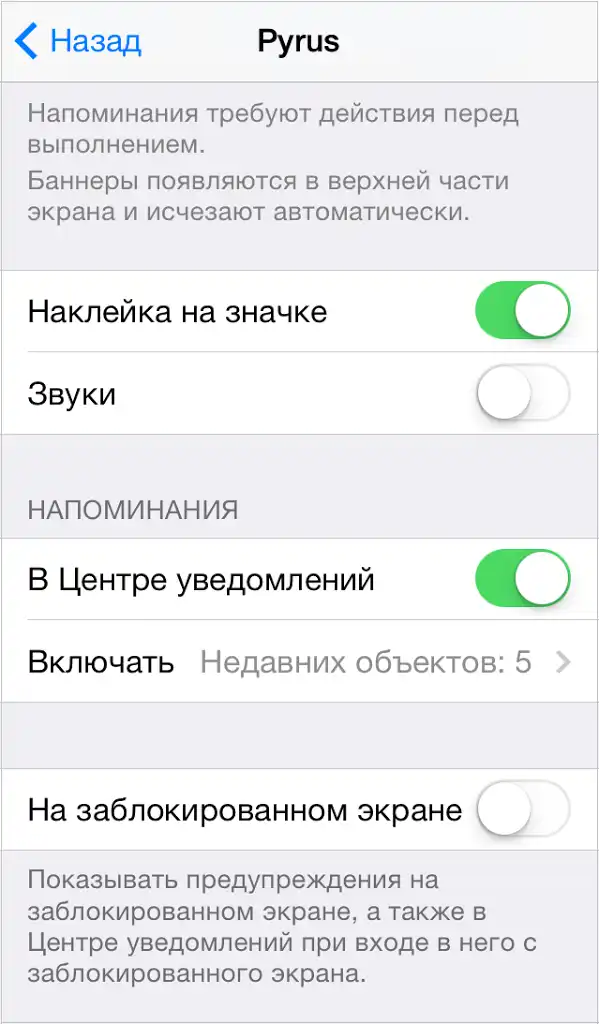 Назад Pyrus
Напоминания требуют действия перед
выполнением.
Баннеры появляются в верхней части
экрана и исчезают автоматически.
Наклейка на значке
Звуки
НАПОМИНАНИЯ
В Центре уведомлений
Включать Недавних объектов: 5
На заблокированном экране
Показывать предупреждения на
заблокированном экране, а также в
Центре уведомлений при входе в него с
заблокированного экрана.